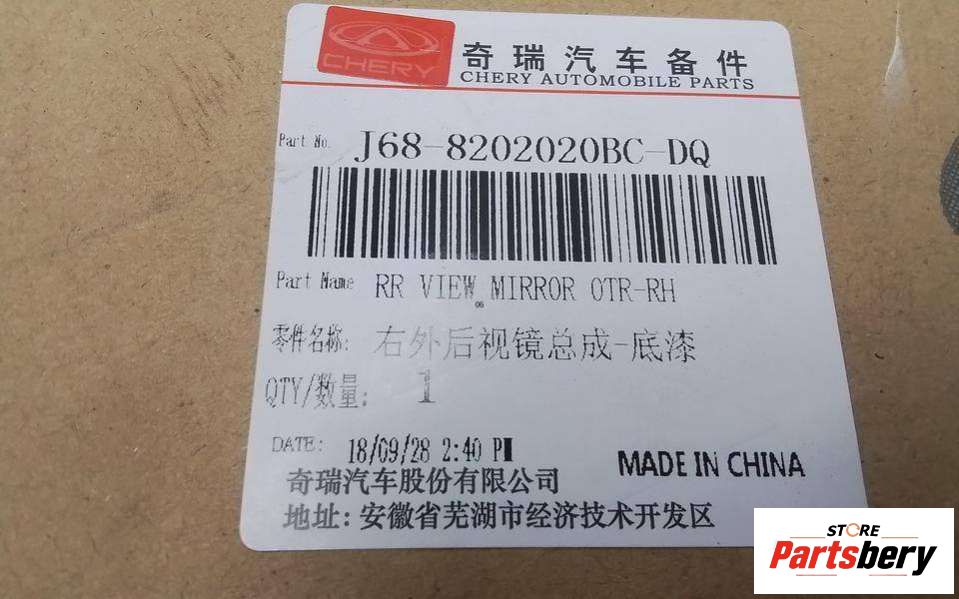 CHERY
奇瑞汽车备件
CHERY AUTOMOBILE PARTS
Part No. J68-8202020BC-DQ
Part Name RR VIEW MIRROR OTR-RH
06
零件名称: 右外后视镜总成-底漆
QTY/数量: 1
DATE: 18/09/28 2:40 PM
MADE IN CHINA
奇瑞汽车股份有限公司
地址: 安徽省芜湖市经济技术开发区
STORE
Partsbery